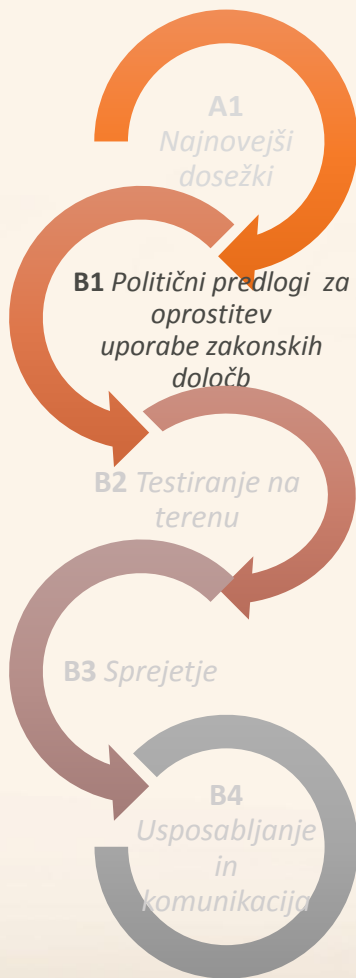 A1
Najnovejši
dosežki
B1 Politični predlogi za
oprostitev
uporabe zakonskih
določb
B2 Testiranje na
terenu
B3 Sprejetje
B4
Usposabljanje
in
komunikacija